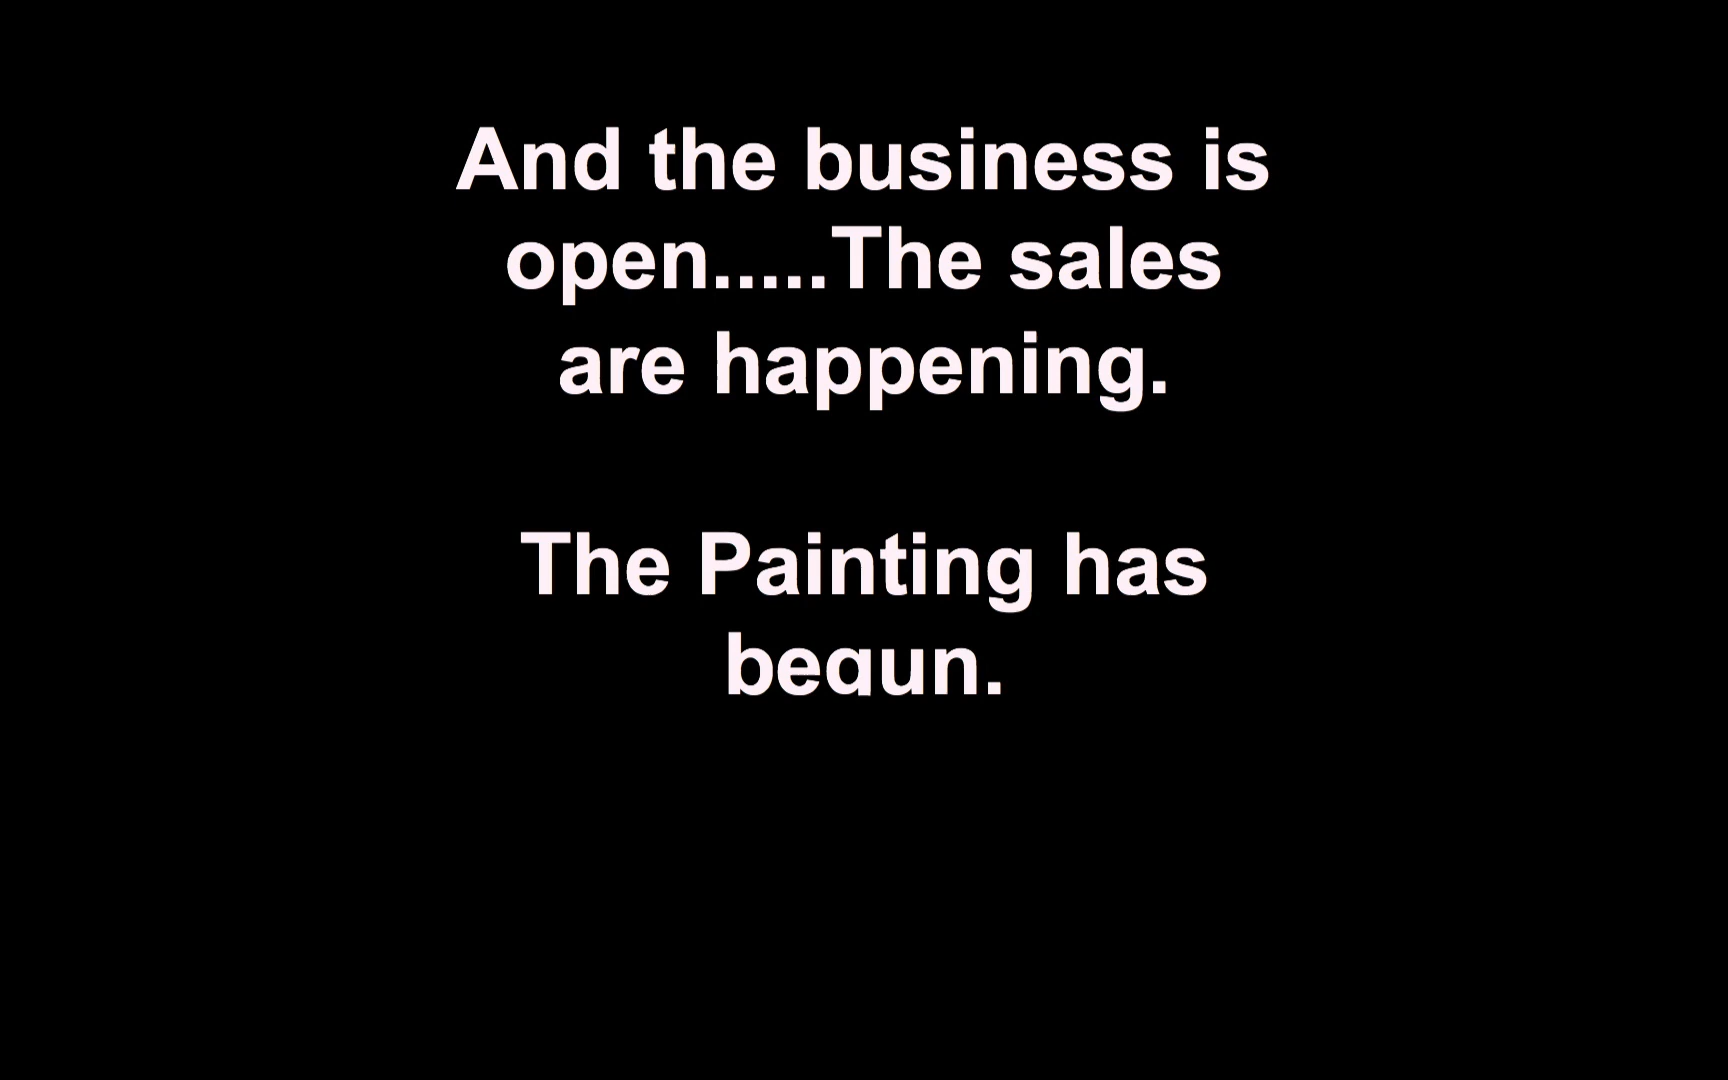 And the business is
open.....The sales
are happening.
The Painting has
begun.